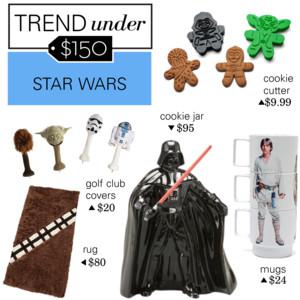 TREND under
$150
STAR WARS
cookie
cutter
▲$9.99
cookie jar
▼$95
golf club
covers
▲$20
rug
◀$80
mugs
▲$24